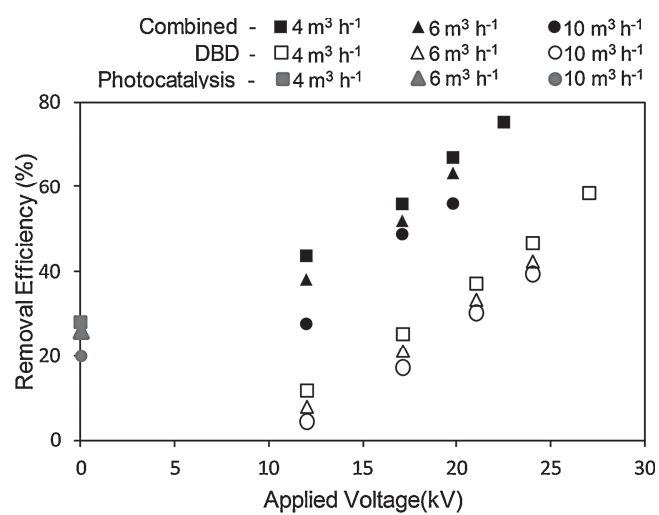 Combined - ■ 4 m³ h⁻¹ ▲ 6 m³ h⁻¹ ● 10 m³ h⁻¹
DBD - □ 4 m³ h⁻¹ △ 6 m³ h⁻¹ ○ 10 m³ h⁻¹
Photocatalysis - ■ 4 m³ h⁻¹ ▲ 6 m³ h⁻¹ ● 10 m³ h⁻¹
Removal Efficiency (%)
80
60
40
20
0
0 5 10 15 20 25 30
Applied Voltage(kV)